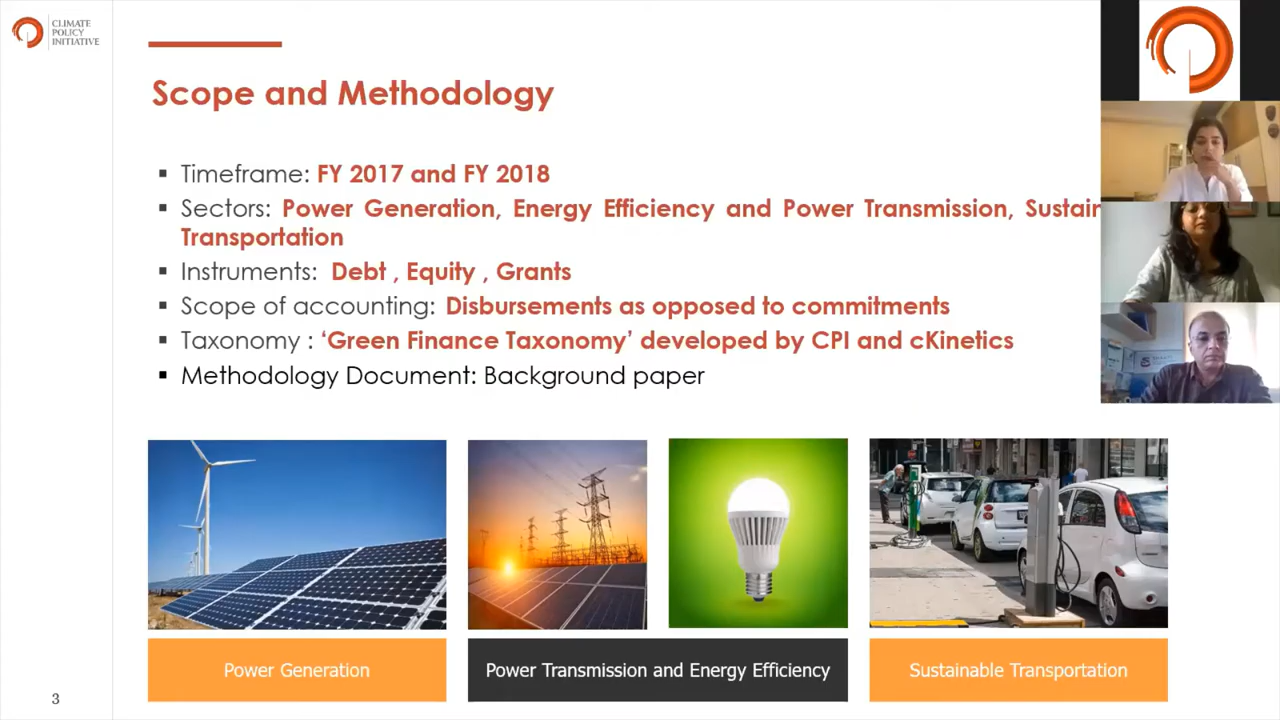 CLIMATE
POLICY
INITIATIVE
Scope and Methodology
▪ Timeframe: FY 2017 and FY 2018
▪ Sectors: Power Generation, Energy Efficiency and Power Transmission, Sustain
Transportation
▪ Instruments: Debt , Equity , Grants
▪ Scope of accounting: Disbursements as opposed to commitments
▪ Taxonomy : ‘Green Finance Taxonomy’ developed by CPI and cKinetics
▪ Methodology Document: Background paper
Power Generation
Power Transmission and Energy Efficiency
Sustainable Transportation
3